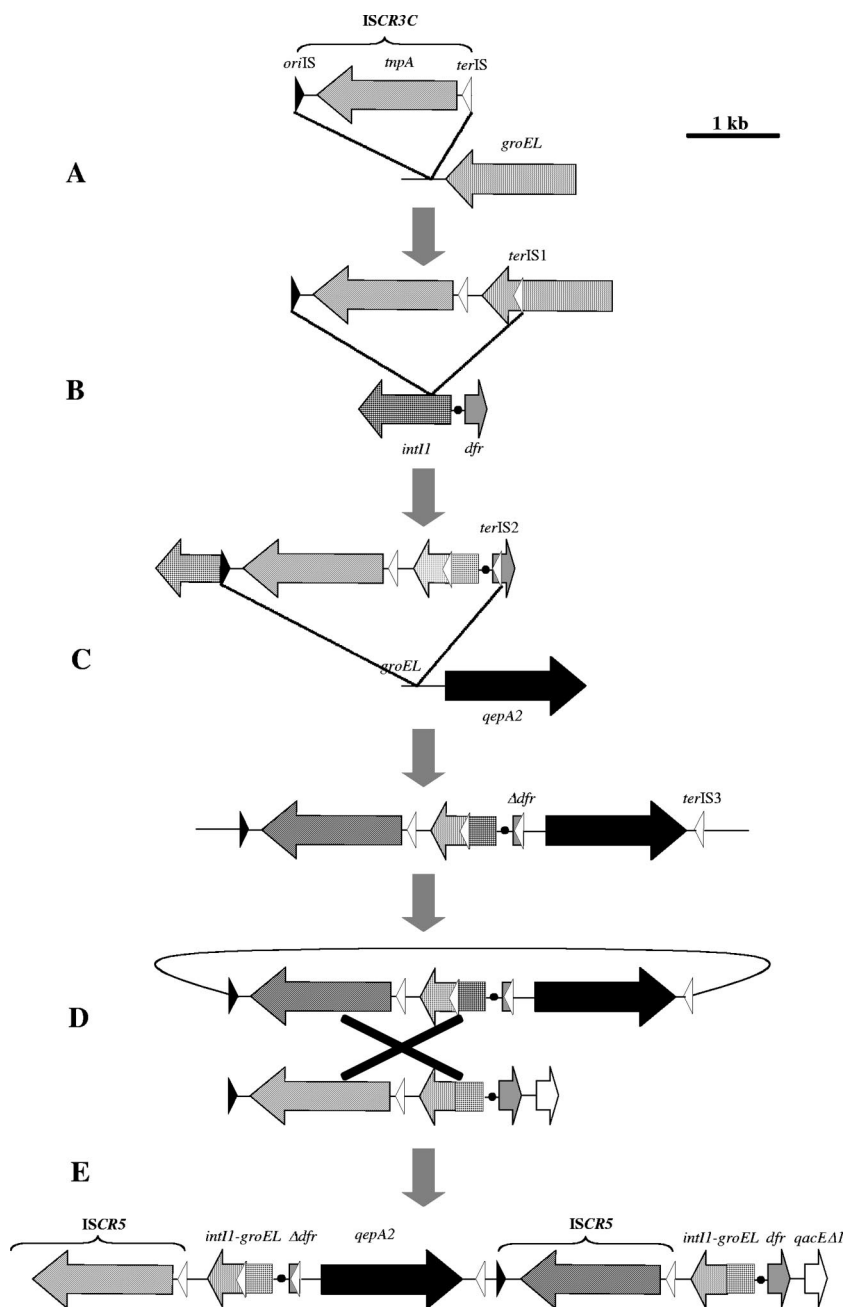 ISCR3C
oriIS tnpA terIS
1 kb
groEL
A
terIS1
B
intI1 dfr
terIS2
C
groEL
qepA2
Δdfr terIS3
D
E
ISCR5 ISCR5
intI1-groEL Δdfr qepA2 intI1-groEL dfr qacEΔ1